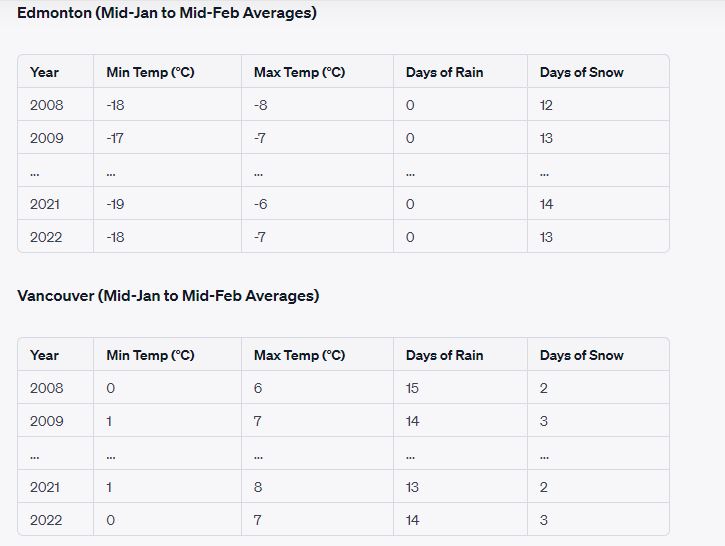 Edmonton (Mid-Jan to Mid-Feb Averages)
Year Min Temp (°C) Max Temp (°C) Days of Rain Days of Snow
2008 -18 -8 0 12
2009 -17 -7 0 13
... ... ... ... ...
2021 -19 -6 0 14
2022 -18 -7 0 13
Vancouver (Mid-Jan to Mid-Feb Averages)
Year Min Temp (°C) Max Temp (°C) Days of Rain Days of Snow
2008 0 6 15 2
2009 1 7 14 3
... ... ... ... ...
2021 1 8 13 2
2022 0 7 14 3